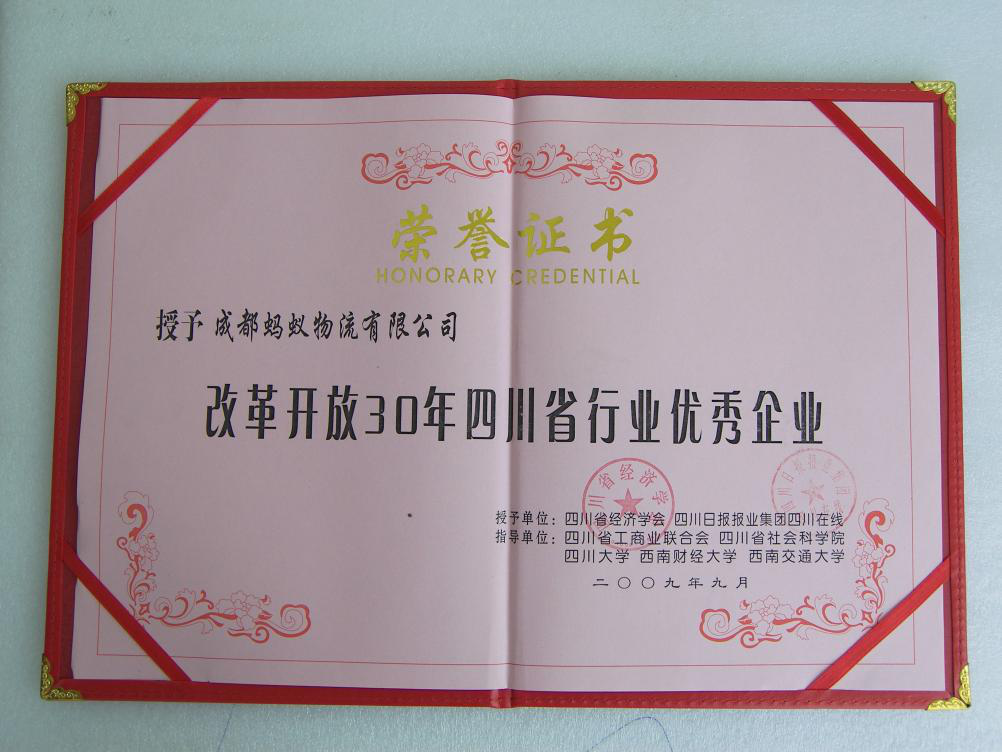 荣誉证书
HONORARY CREDENTIAL
授予 成都蚂蚁物流有限公司
改革开放30年四川省行业优秀企业
授予单位：四川省经济学会 四川日报报业集团四川在线
指导单位：四川省工商业联合会 四川省社会科学院
四川大学 西南财经大学 西南交通大学
二〇〇九年九月
川省经济学